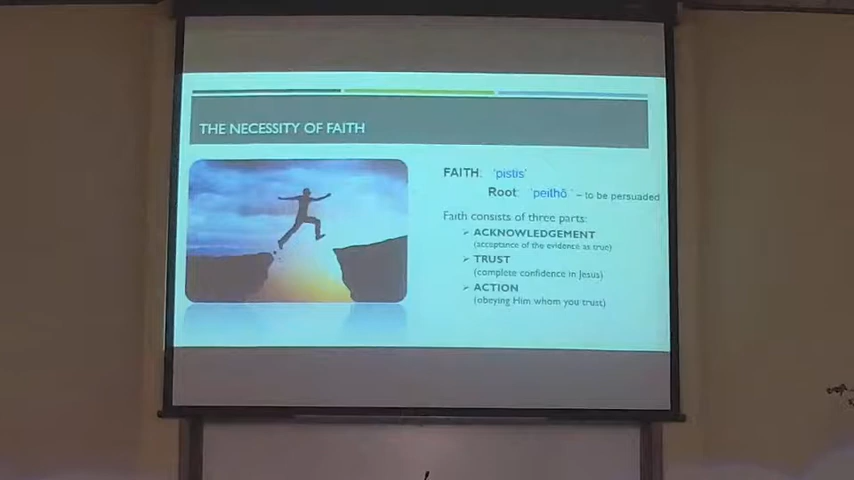 THE NECESSITY OF FAITH
FAITH: 'pistis'
Root: 'peithō' – to be persuaded
Faith consists of three parts:
➢ ACKNOWLEDGEMENT
(acceptance of the evidence as true)
➢ TRUST
(complete confidence in Jesus)
➢ ACTION
(obeying Him whom you trust)